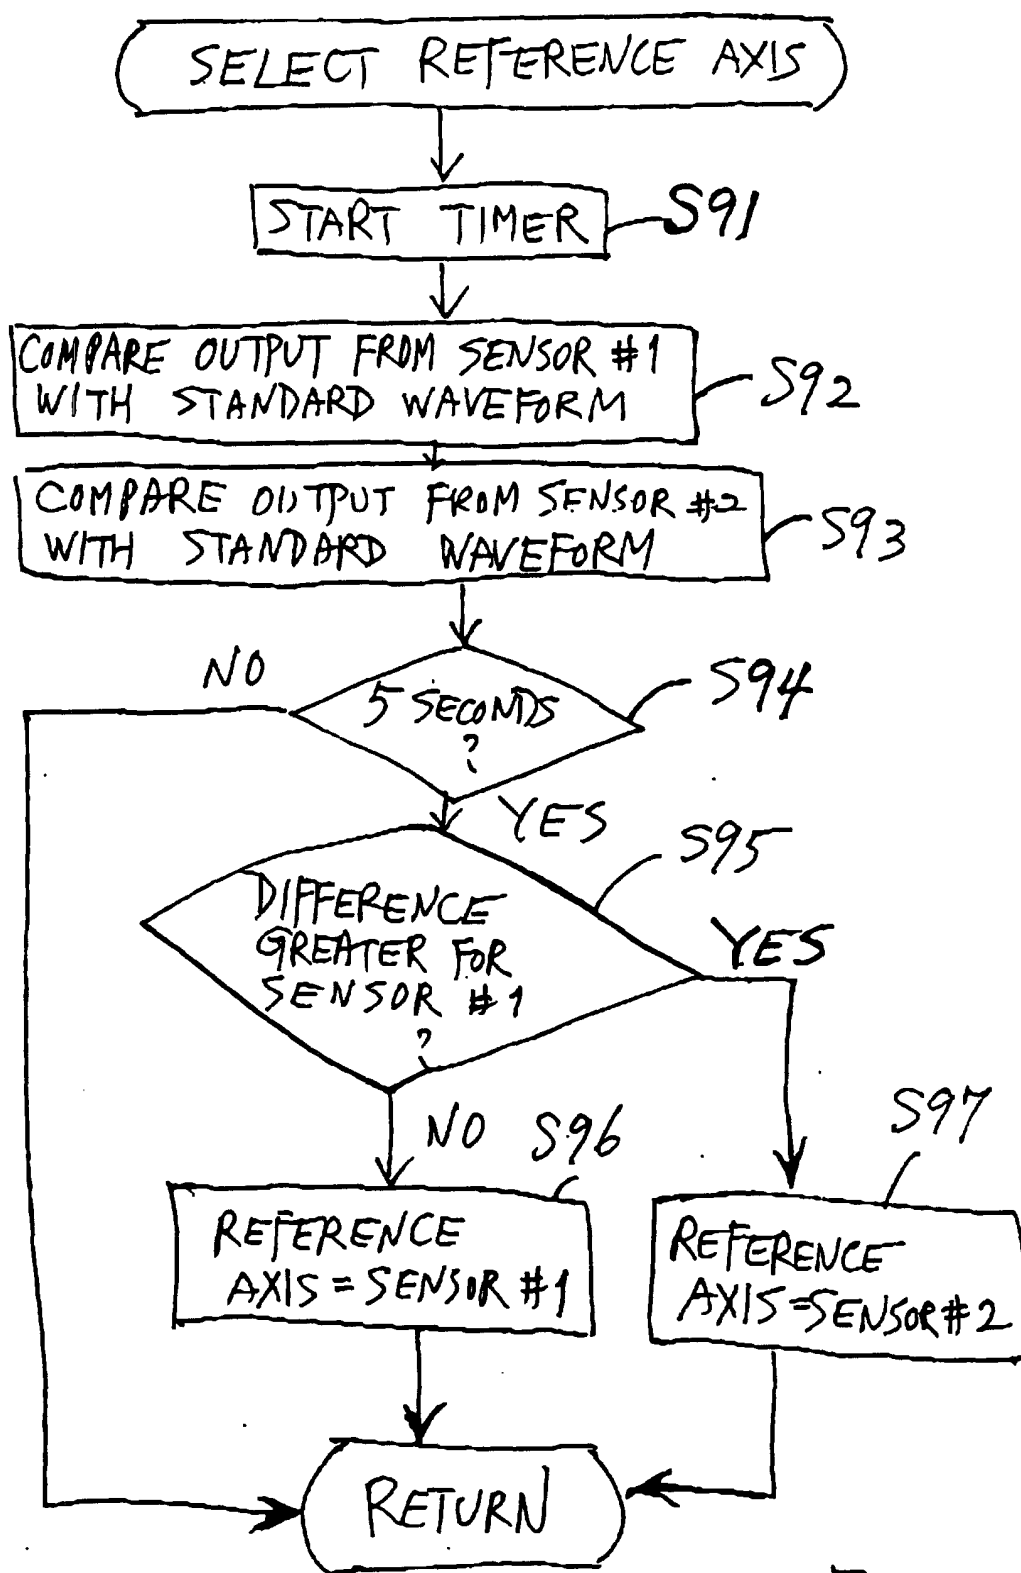 SELECT REFERENCE AXIS
START TIMER
S91
COMPARE OUTPUT FROM SENSOR #1
WITH STANDARD WAVEFORM
S92
COMPARE OUTPUT FROM SENSOR #2
WITH STANDARD WAVEFORM
S93
NO
5 SECONDS
?
S94
YES
S95
DIFFERENCE
GREATER FOR
SENSOR #1
?
YES
NO
S96
S97
REFERENCE
AXIS = SENSOR #1
REFERENCE
AXIS=SENSOR #2
RETURN